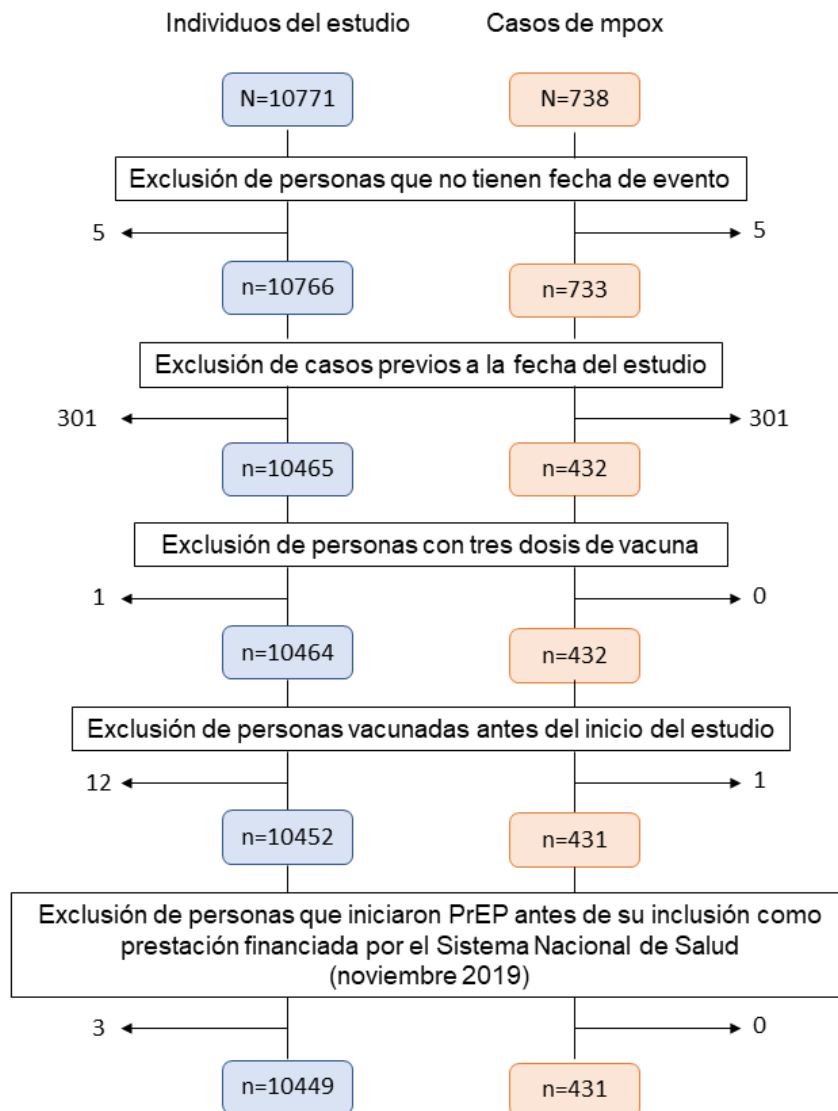 Individuos del estudio Casos de mpox
N=10771 N=738
Exclusión de personas que no tienen fecha de evento
5 5
n=10766 n=733
Exclusión de casos previos a la fecha del estudio
301 301
n=10465 n=432
Exclusión de personas con tres dosis de vacuna
1 0
n=10464 n=432
Exclusión de personas vacunadas antes del inicio del estudio
12 1
n=10452 n=431
Exclusión de personas que iniciaron PrEP antes de su inclusión como
prestación financiada por el Sistema Nacional de Salud
(noviembre 2019)
3 0
n=10449 n=431